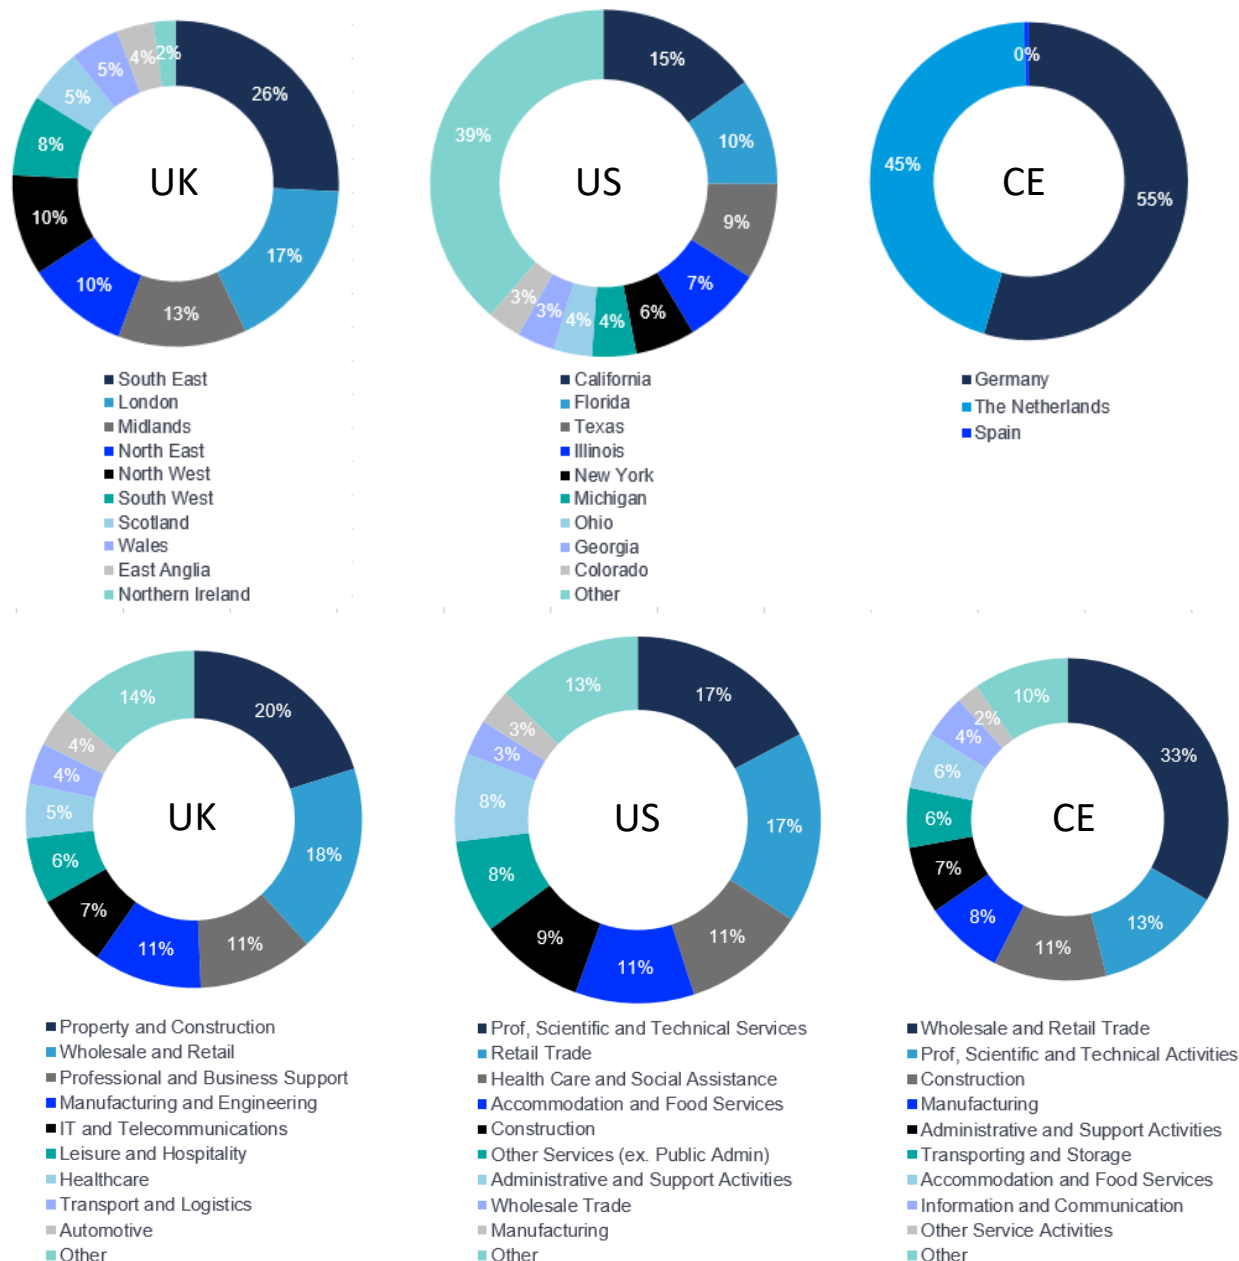 26%
17%
13%
10%
10%
8%
5%
5%
4%
2%
UK
South East
London
Midlands
North East
North West
South West
Scotland
Wales
East Anglia
Northern Ireland
15%
10%
9%
7%
6%
4%
4%
3%
3%
39%
US
California
Florida
Texas
Illinois
New York
Michigan
Ohio
Georgia
Colorado
Other
55%
45%
0%
CE
Germany
The Netherlands
Spain
20%
18%
11%
11%
7%
6%
5%
4%
4%
14%
UK
Property and Construction
Wholesale and Retail
Professional and Business Support
Manufacturing and Engineering
IT and Telecommunications
Leisure and Hospitality
Healthcare
Transport and Logistics
Automotive
Other
17%
17%
11%
11%
9%
8%
8%
3%
3%
13%
US
Prof, Scientific and Technical Services
Retail Trade
Health Care and Social Assistance
Accommodation and Food Services
Construction
Other Services (ex. Public Admin)
Administrative and Support Activities
Wholesale Trade
Manufacturing
Other
33%
13%
11%
8%
7%
6%
6%
4%
2%
10%
CE
Wholesale and Retail Trade
Prof, Scientific and Technical Activities
Construction
Manufacturing
Administrative and Support Activities
Transporting and Storage
Accommodation and Food Services
Information and Communication
Other Service Activities
Other